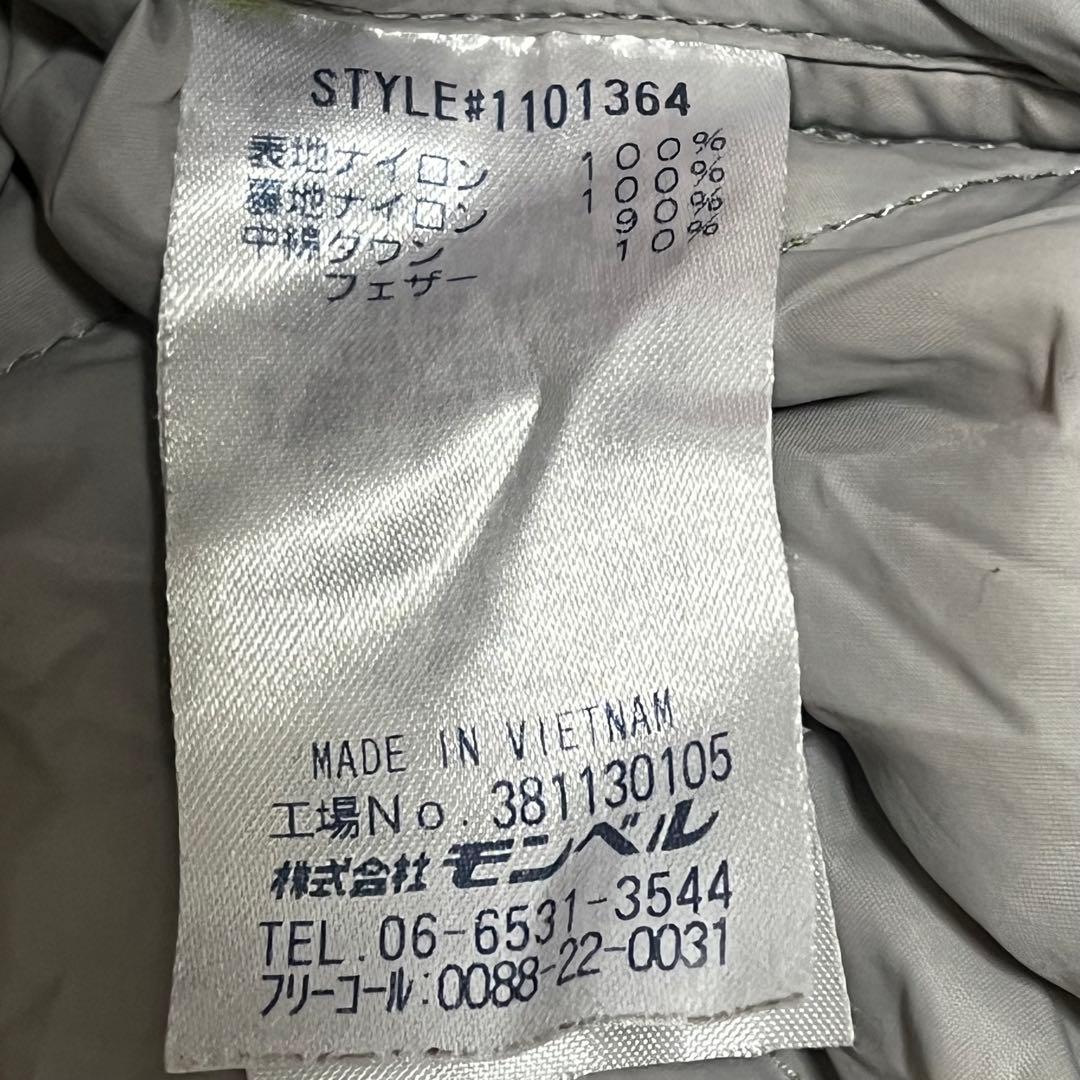 STYLE#1101364
表地ナイロン 100%
裏地ナイロン 100%
中綿ダウン 90%
フェザー 10%
MADE IN VIETNAM
工場No.381130105
株式会社モンベル
TEL.06-6531-3544
フリーコール:0088-22-0031